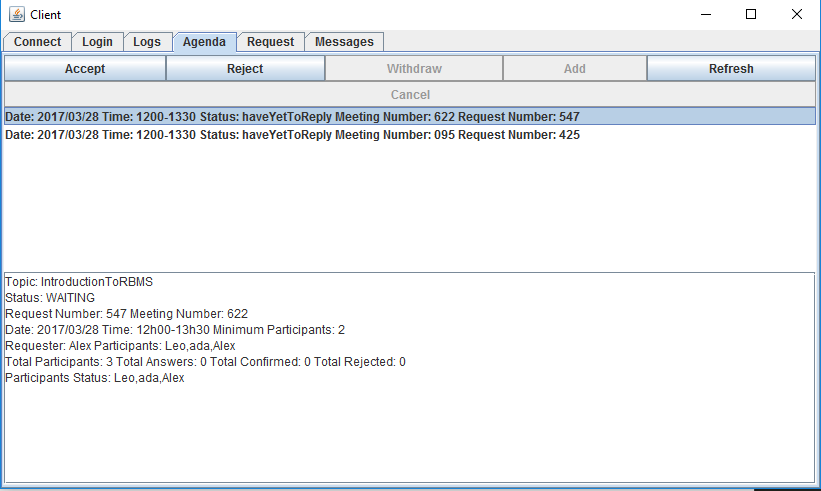 Client
Connect Login Logs Agenda Request Messages
Accept Reject Withdraw Add Refresh
Cancel
Date: 2017/03/28 Time: 1200-1330 Status: haveYetToReply Meeting Number: 622 Request Number: 547
Date: 2017/03/28 Time: 1200-1330 Status: haveYetToReply Meeting Number: 095 Request Number: 425
Topic: IntroductionToRBMS
Status: WAITING
Request Number: 547 Meeting Number: 622
Date: 2017/03/28 Time: 12h00-13h30 Minimum Participants: 2
Requester: Alex Participants: Leo,ada,Alex
Total Participants: 3 Total Answers: 0 Total Confirmed: 0 Total Rejected: 0
Participants Status: Leo,ada,Alex